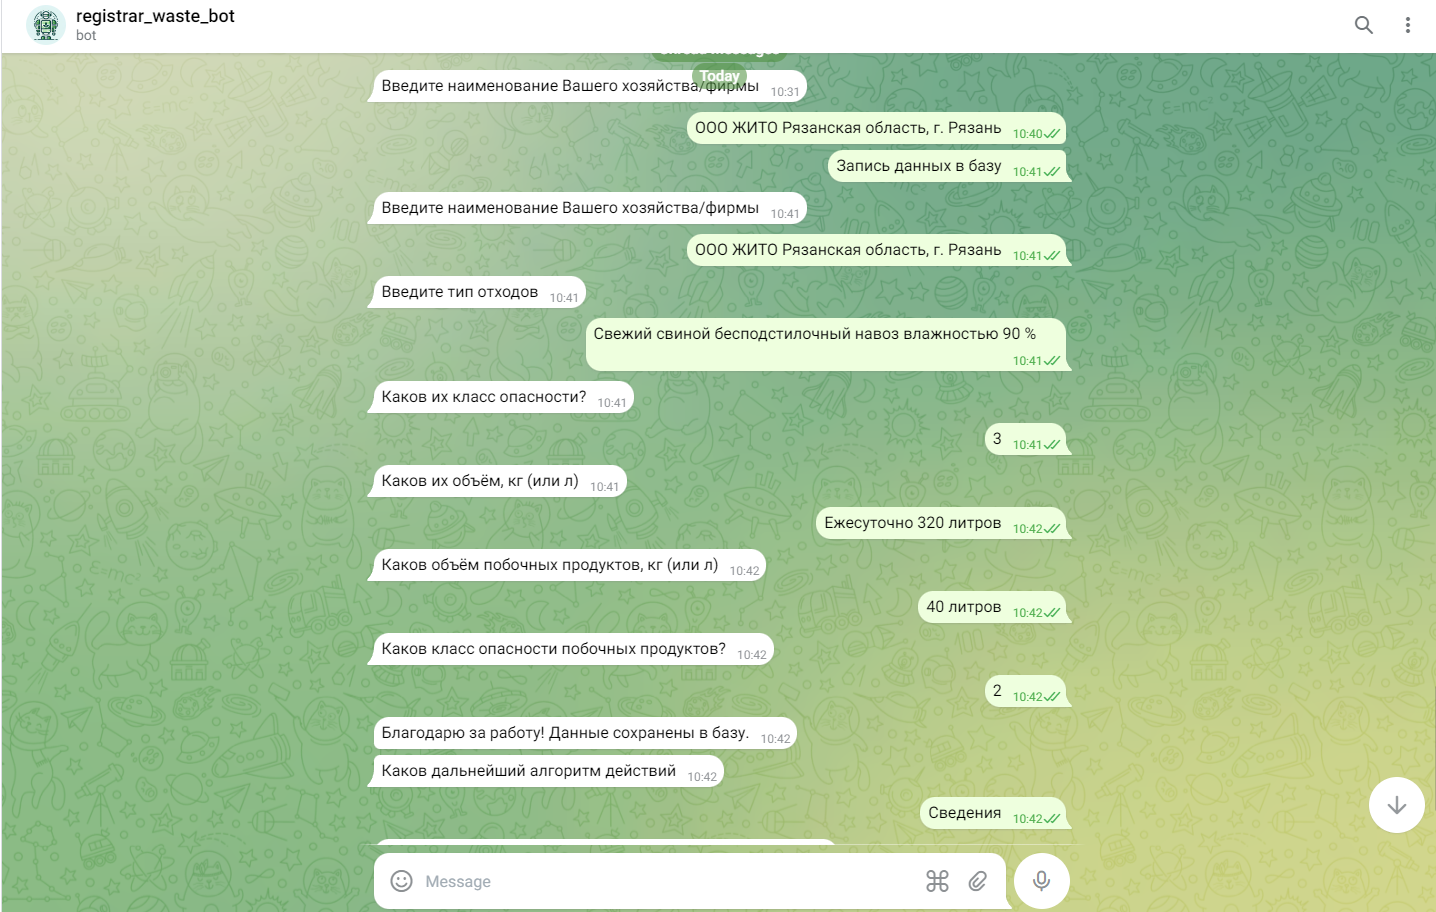 registrar_waste_bot
bot
Unread messages
Today
Введите наименование Вашего хозяйства/фирмы 10:31
ООО ЖИТО Рязанская область, г. Рязань 10:40
Запись данных в базу 10:41
Введите наименование Вашего хозяйства/фирмы 10:41
ООО ЖИТО Рязанская область, г. Рязань 10:41
Введите тип отходов 10:41
Свежий свиной бесподстилочный навоз влажностью 90 %
10:41
Каков их класс опасности? 10:41
3 10:41
Каков их объём, кг (или л) 10:41
Ежесуточно 320 литров 10:42
Каков объём побочных продуктов, кг (или л) 10:42
40 литров 10:42
Каков класс опасности побочных продуктов? 10:42
2 10:42
Благодарю за работу! Данные сохранены в базу. 10:42
Каков дальнейший алгоритм действий 10:42
Сведения 10:42
Message